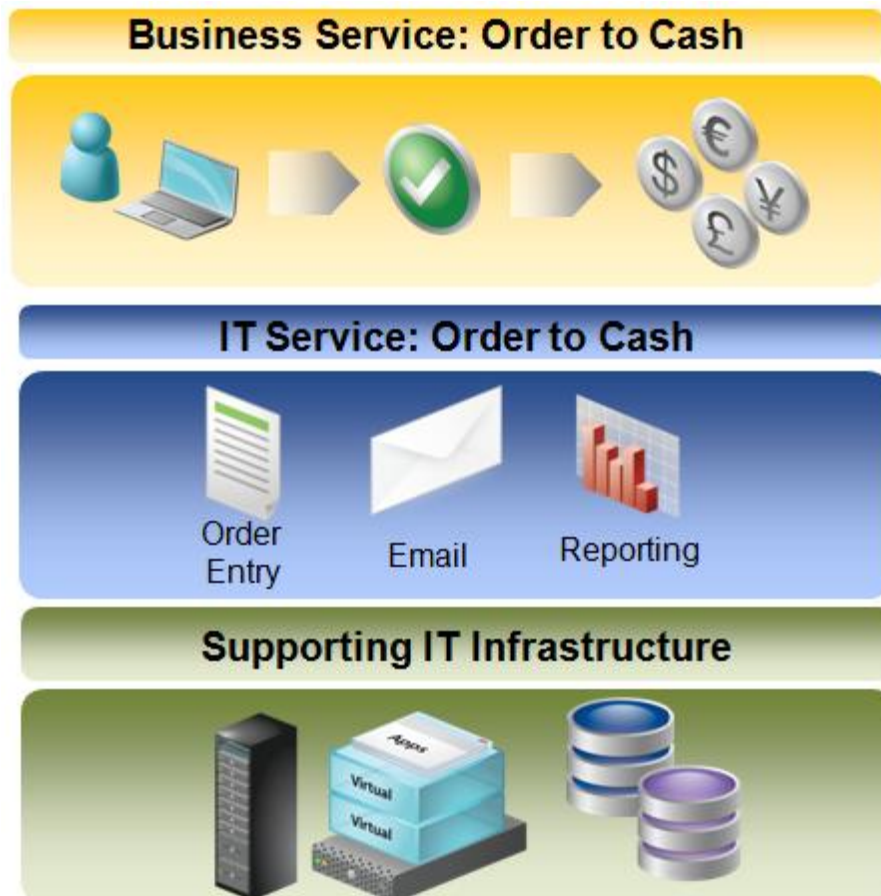 Business Service: Order to Cash
$ €
£ ¥
IT Service: Order to Cash
Order
Entry
Email
Reporting
Supporting IT Infrastructure
Apps
Virtual
Virtual